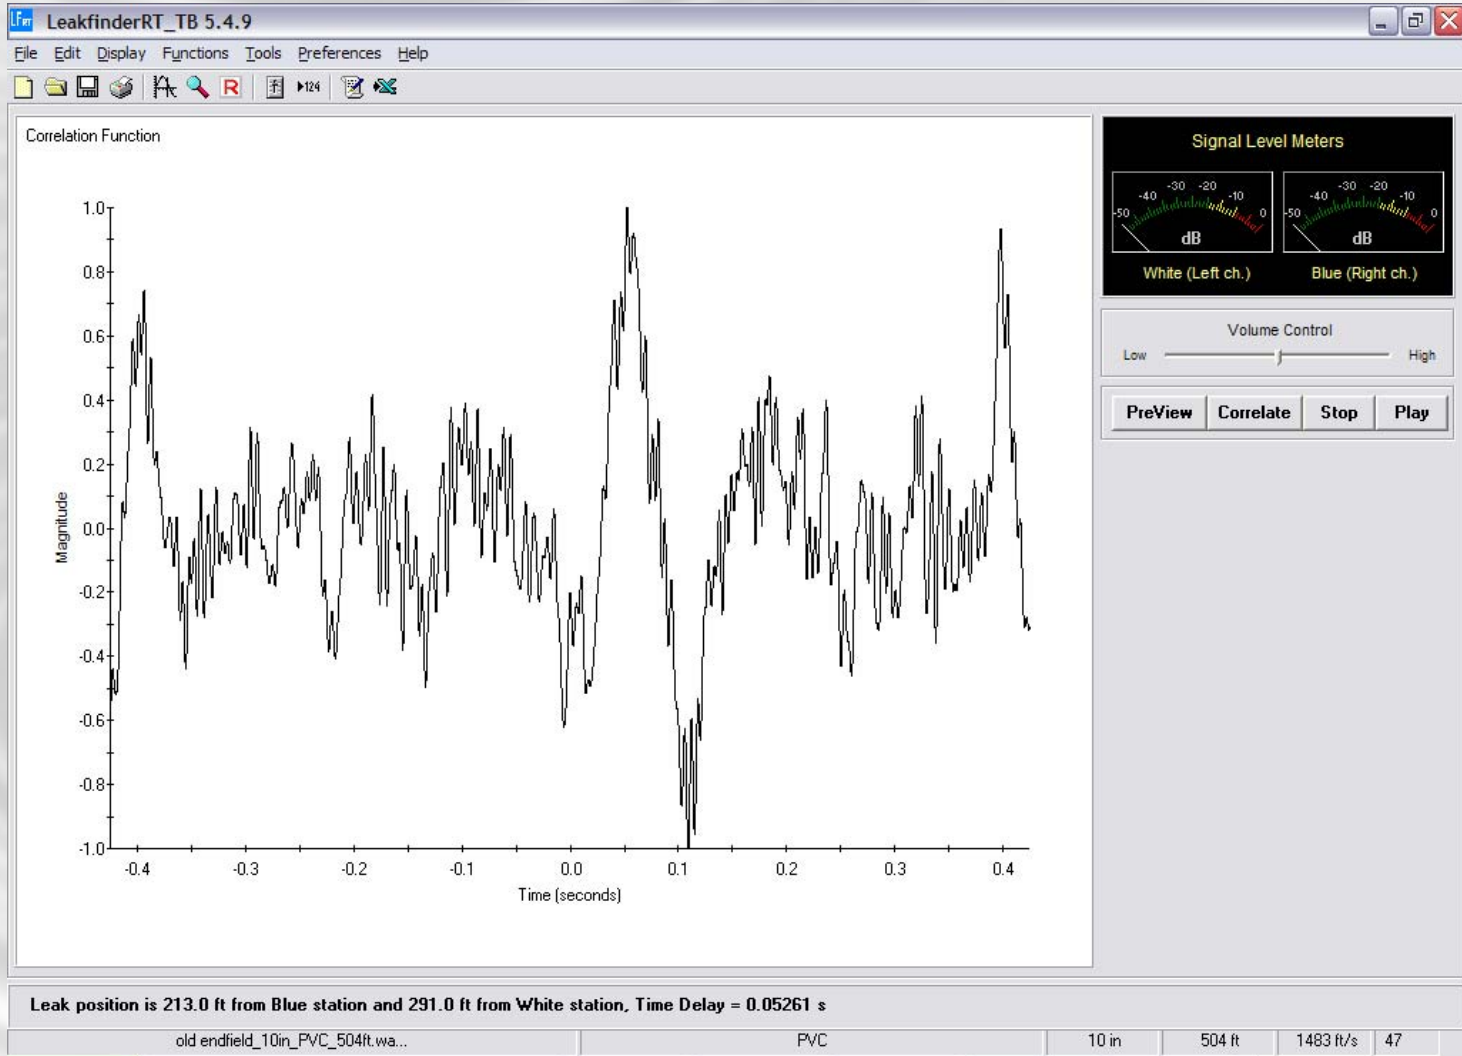 LFRT LeakfinderRT_TB 5.4.9
File Edit Display Functions Tools Preferences Help
R 124
Correlation Function
Signal Level Meters
-50 -40 -30 -20 -10 0
dB
White (Left ch.)
-50 -40 -30 -20 -10 0
dB
Blue (Right ch.)
Volume Control
Low High
PreView Correlate Stop Play
1.0
0.8
0.6
0.4
0.2
0.0
-0.2
-0.4
-0.6
-0.8
-1.0
Magnitude
-0.4 -0.3 -0.2 -0.1 0.0 0.1 0.2 0.3 0.4
Time (seconds)
Leak position is 213.0 ft from Blue station and 291.0 ft from White station, Time Delay = 0.05261 s
old endfield_10in_PVC_504ft.wa... PVC 10 in 504 ft 1483 ft/s 47